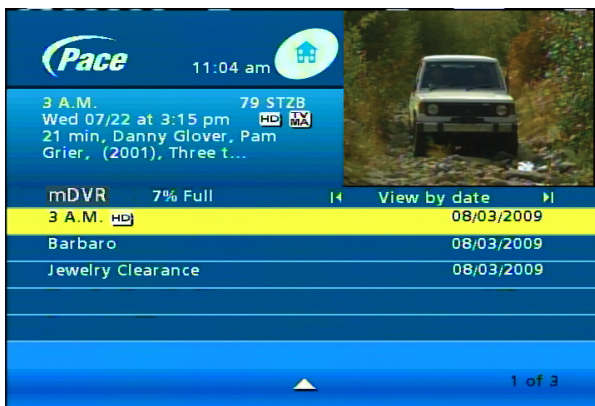 Pace
11:04 am
3 A.M. 79 STZB
Wed 07/22 at 3:15 pm HD TV MA
21 min, Danny Glover, Pam
Grier, (2001), Three t...
mDVR 7% Full View by date
3 A.M. HD 08/03/2009
Barbaro 08/03/2009
Jewelry Clearance 08/03/2009
1 of 3